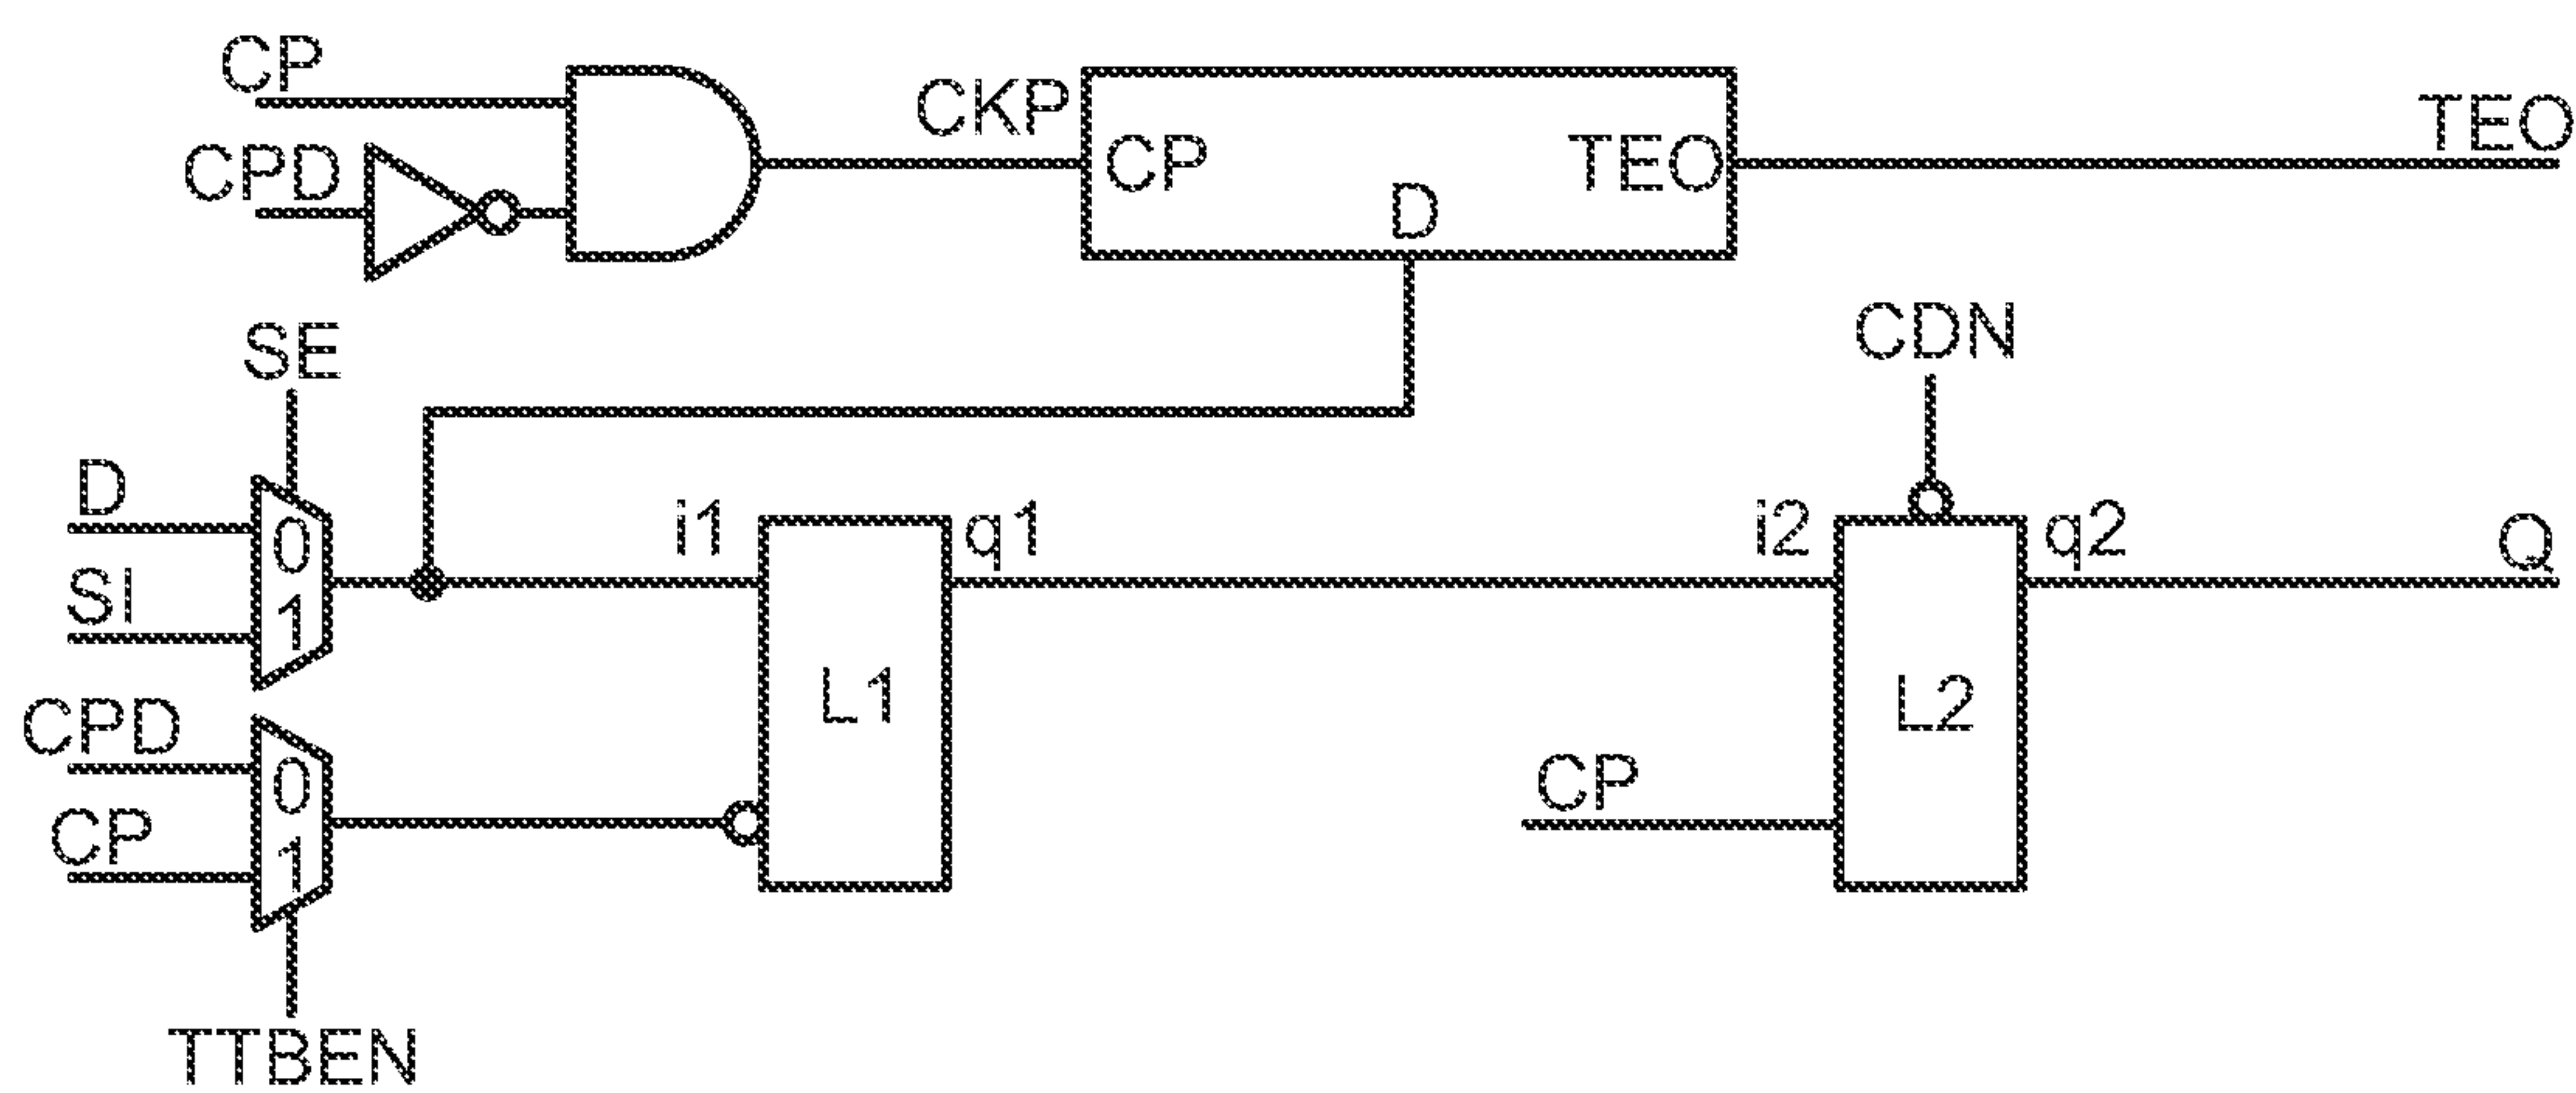 CP
CPD
CKP
CP
TEO
D
TEO
SE
CDN
D
SI
0
1
i1
q1
L1
i2
q2
L2
Q
CPD
CP
0
1
CP
TTBEN